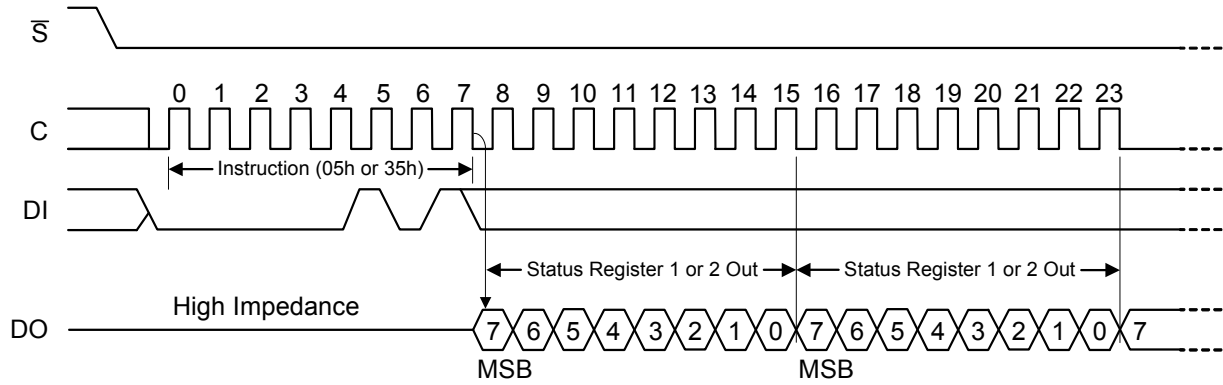 S
0 1 2 3 4 5 6 7 8 9 10 11 12 13 14 15 16 17 18 19 20 21 22 23
C
Instruction (05h or 35h)
DI
Status Register 1 or 2 Out Status Register 1 or 2 Out
High Impedance
DO 7 6 5 4 3 2 1 0 7 6 5 4 3 2 1 0 7
MSB MSB